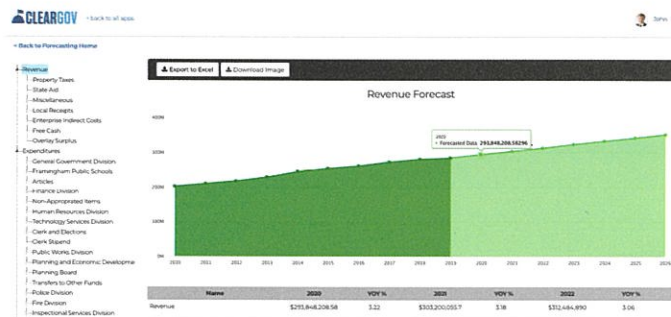 CLEARGOV
< back to all apps
John
< Back to Forecasting Home
Revenue
Property Taxes
State Aid
Miscellaneous
Local Receipts
Enterprise Indirect Costs
Free Cash
Overlay Surplus
Expenditures
General Government Division
Framingham Public Schools
Articles
Finance Division
Non-Appropriated Items
Human Resources Division
Technology Services Division
Clerk and Elections
Clerk Stipend
Public Works Division
Planning and Economic Developme
Planning Board
Transfers to Other Funds
Police Division
Fire Division
Inspectional Services Division
Export to Excel
Download Image
Revenue Forecast
400M
300M
200M
100M
0M
2020
Forecasted Data: 293,848,208.58296
2010 2011 2012 2013 2014 2015 2016 2017 2018 2019 2020 2021 2022 2023 2024 2025 2026
Name 2020 YOY % 2021 YOY % 2022 YOY %
Revenue $293,848,208.58 3.22 $303,200,055.7 3.18 $312,484,890 3.06